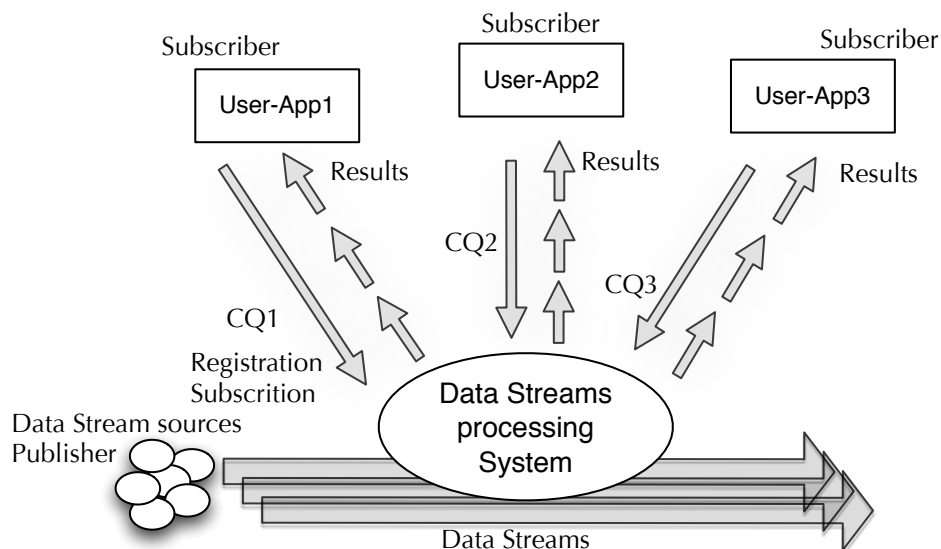 Subscriber
Subscriber
Subscriber
User-App1
User-App2
User-App3
Results
Results
Results
CQ2
CQ3
CQ1
Registration
Subscrition
Data Stream sources
Publisher
Data Streams
processing
System
Data Streams